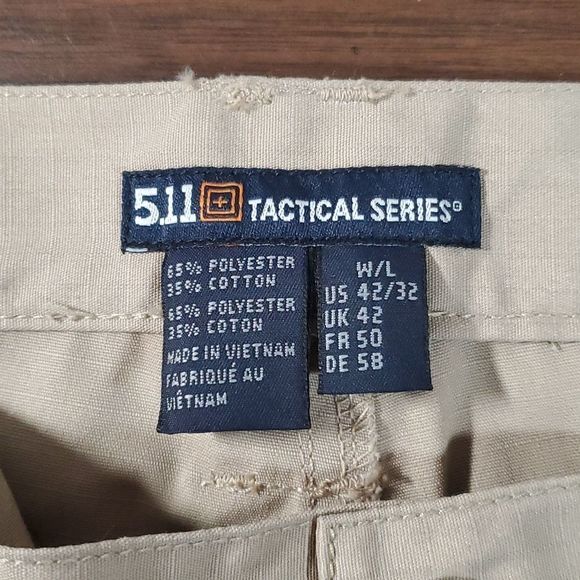 5.11 TACTICAL SERIES
65% POLYESTER
35% COTTON
65% POLYESTER
35% COTON
MADE IN VIETNAM
FABRIQUÉ AU
VIÊTNAM
W/L
US 42/32
UK 42
FR 50
DE 58